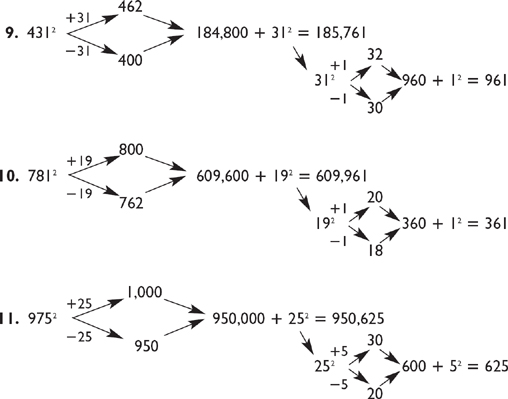 +31 462
9. 431² 184,800 + 31² = 185,761
−31 400
+1 32
31² 960 + 1² = 961
−1 30
+19 800
10. 781² 609,600 + 19² = 609,961
−19 762
+1 20
19² 360 + 1² = 361
−1 18
+25 1,000
11. 975² 950,000 + 25² = 950,625
−25 950
+5 30
25² 600 + 5² = 625
−5 20